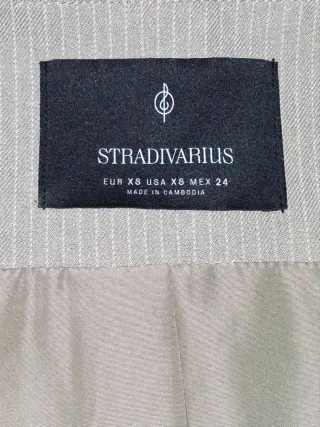 STRADIVARIUS
EUR XS USA XS MEX 24
MADE IN CAMBODIA